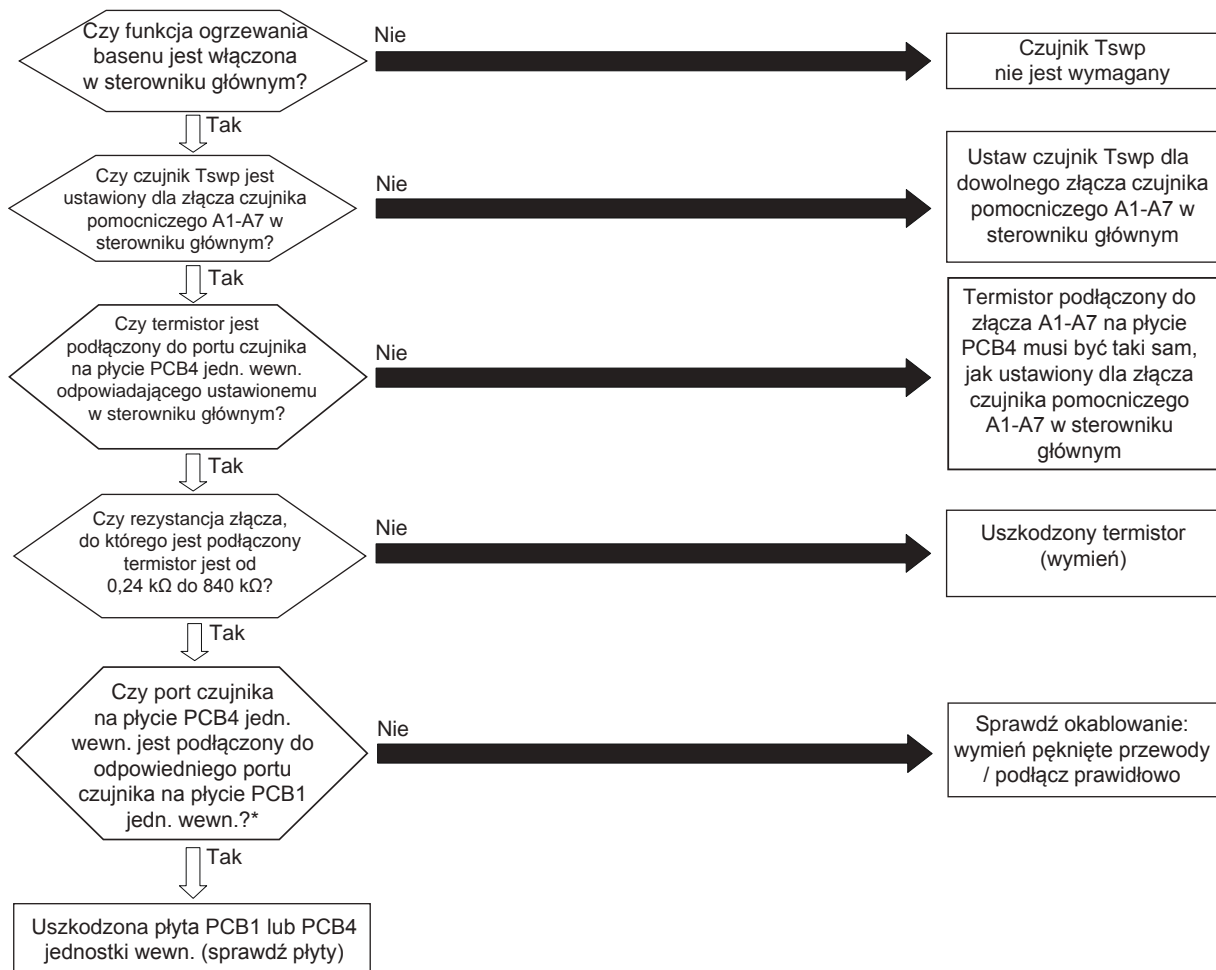 Czy funkcja ogrzewania
basenu jest włączona
w sterowniku głównym?
Nie
Czujnik Tswp
nie jest wymagany
Tak
Czy czujnik Tswp jest
ustawiony dla złącza czujnika
pomocniczego A1-A7 w
sterowniku głównym?
Nie
Ustaw czujnik Tswp dla
dowolnego złącza czujnika
pomocniczego A1-A7 w
sterowniku głównym
Tak
Czy termistor jest
podłączony do portu czujnika
na płycie PCB4 jedn. wewn.
odpowiadającego ustawionemu
w sterowniku głównym?
Nie
Termistor podłączony do
złącza A1-A7 na płycie
PCB4 musi być taki sam,
jak ustawiony dla złącza
czujnika pomocniczego
A1-A7 w sterowniku
głównym
Tak
Czy rezystancja złącza,
do którego jest podłączony
termistor jest od
0,24 kΩ do 840 kΩ?
Nie
Uszkodzony termistor
(wymień)
Tak
Czy port czujnika
na płycie PCB4 jedn.
wewn. jest podłączony do
odpowiedniego portu
czujnika na płycie PCB1
jedn. wewn.?*
Nie
Sprawdź okablowanie:
wymień pęknięte przewody
/ podłącz prawidłowo
Tak
Uszkodzona płyta PCB1 lub PCB4
jednostki wewn. (sprawdź płyty)